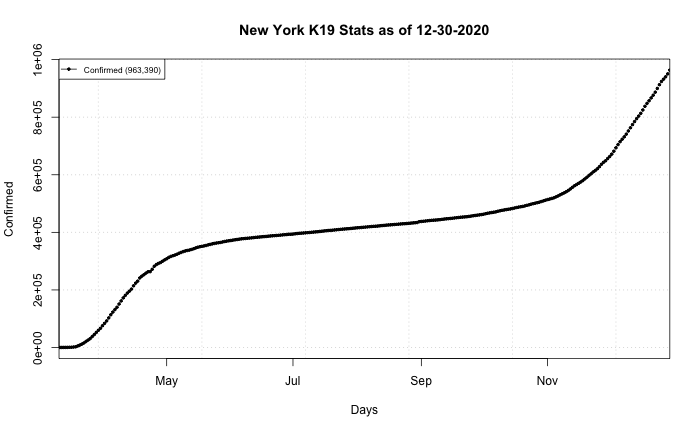 New York K19 Stats as of 12-30-2020
Confirmed (963,390)
1e+06
8e+05
6e+05
4e+05
2e+05
0e+00
Confirmed
May Jul Sep Nov
Days